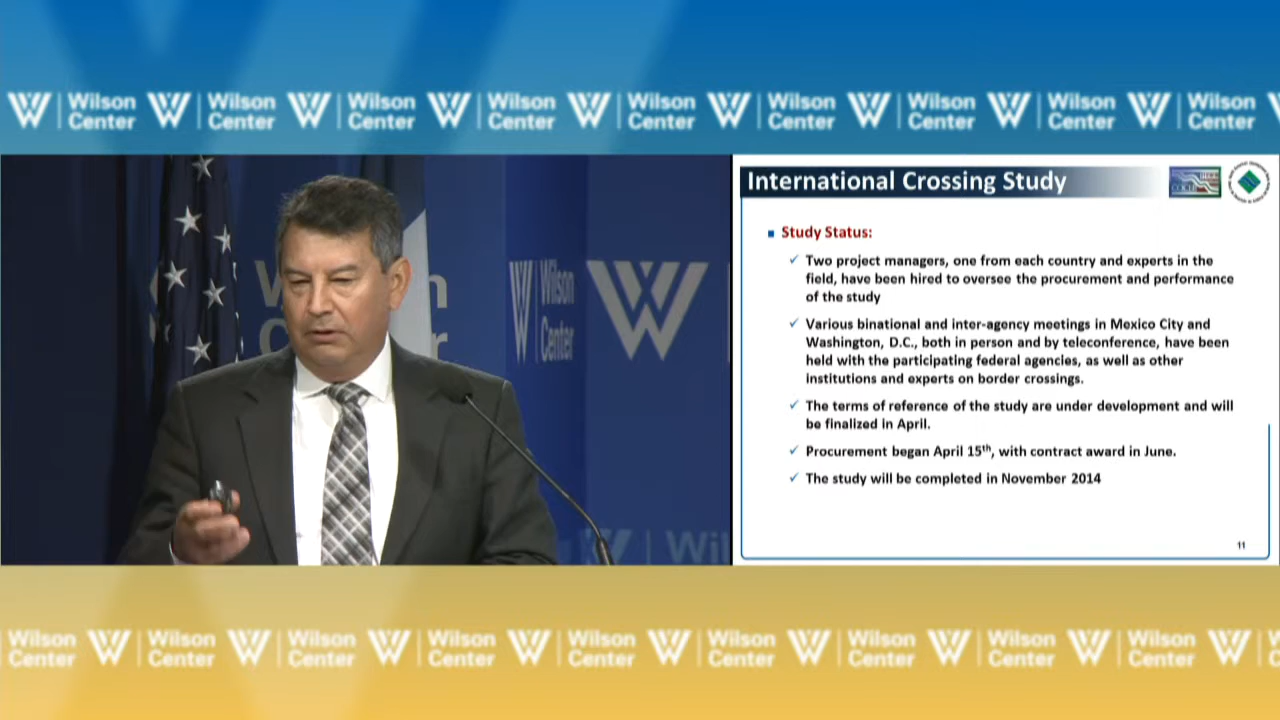 Wilson Center
Wilson Center
Wilson Center
Wilson Center
Wilson Center
Wilson Center
Wilson Center
Wilson Center
Wilson
Center
International Crossing Study
Study Status:
Two project managers, one from each country and experts in the
field, have been hired to oversee the procurement and performance
of the study
Various binational and inter-agency meetings in Mexico City and
Washington, D.C., both in person and by teleconference, have been
held with the participating federal agencies, as well as other
institutions and experts on border crossings.
The terms of reference of the study are under development and will
be finalized in April.
Procurement began April 15th, with contract award in June.
The study will be completed in November 2014
11
Wilson Center
Wilson Center
Wilson Center
Wilson Center
Wilson Center
Wilson Center
Wilson Center
Wilson Center
Wilson Center